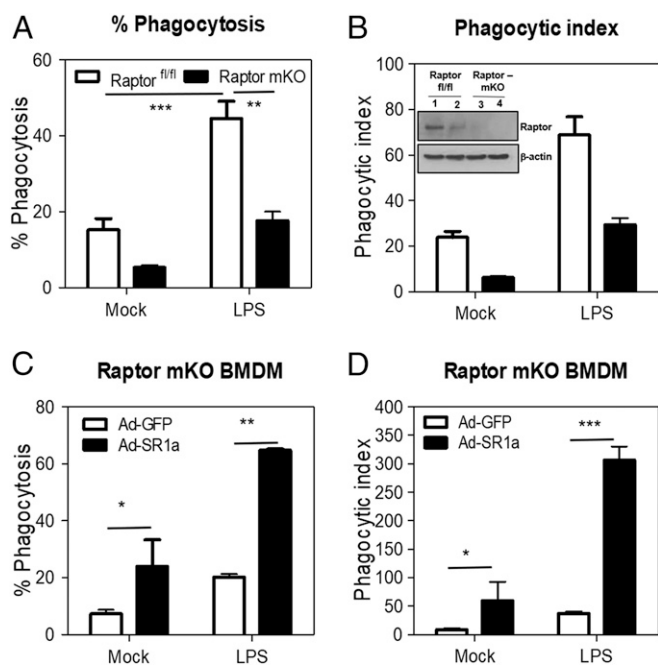 A
% Phagocytosis
Raptor fl/fl
Raptor mKO
***
**
% Phagocytosis
60
40
20
0
Mock
LPS
B
Phagocytic index
Raptor fl/fl
Raptor – mKO
1 2 3 4
Raptor
β-actin
Phagocytic index
100
80
60
40
20
0
Mock
LPS
C
Raptor mKO BMDM
Ad-GFP
Ad-SR1a
*
**
% Phagocytosis
80
60
40
20
0
Mock
LPS
D
Raptor mKO BMDM
Ad-GFP
Ad-SR1a
*
***
Phagocytic index
400
350
300
250
200
150
100
50
0
Mock
LPS